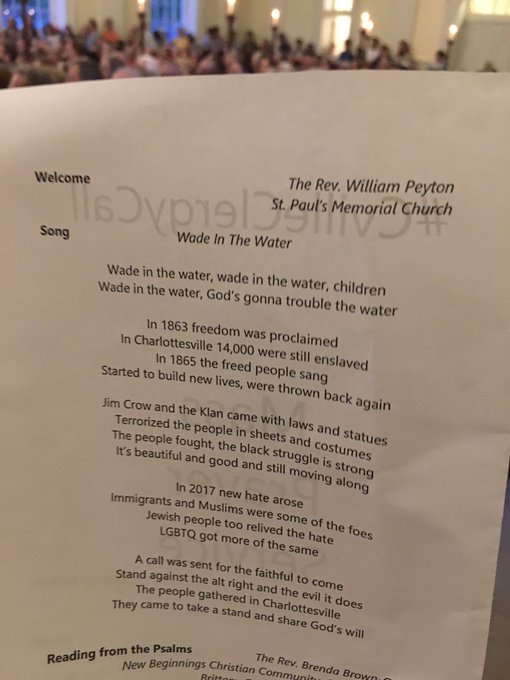 Welcome
The Rev. William Peyton
St. Paul's Memorial Church
#CvilleClergyCall
Song
Wade In The Water
Wade in the water, wade in the water, children
Wade in the water, God's gonna trouble the water
In 1863 freedom was proclaimed
In Charlottesville 14,000 were still enslaved
In 1865 the freed people sang
Started to build new lives, were thrown back again
Jim Crow and the Klan came with laws and statues
Terrorized the people in sheets and costumes
The people fought, the black struggle is strong
It's beautiful and good and still moving along
In 2017 new hate arose
Immigrants and Muslims were some of the foes
Jewish people too relived the hate
LGBTQ got more of the same
A call was sent for the faithful to come
Stand against the alt right and the evil it does
The people gathered in Charlottesville
They came to take a stand and share God's will
Reading from the Psalms
The Rev. Brenda Brown-
New Beginnings Christian Community